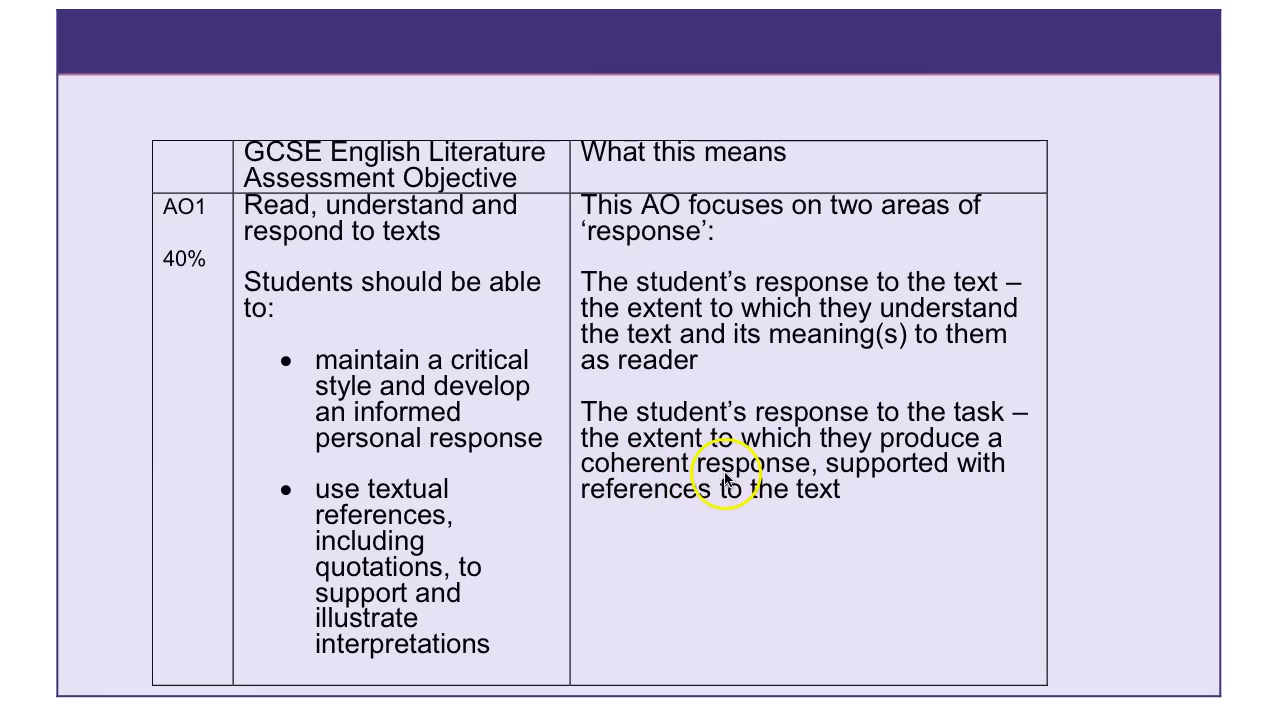 GCSE English Literature
Assessment Objective
What this means
AO1
40%
Read, understand and
respond to texts
Students should be able
to:
• maintain a critical
style and develop
an informed
personal response
• use textual
references,
including
quotations, to
support and
illustrate
interpretations
This AO focuses on two areas of
‘response’:
The student’s response to the text –
the extent to which they understand
the text and its meaning(s) to them
as reader
The student’s response to the task –
the extent to which they produce a
coherent response, supported with
references to the text